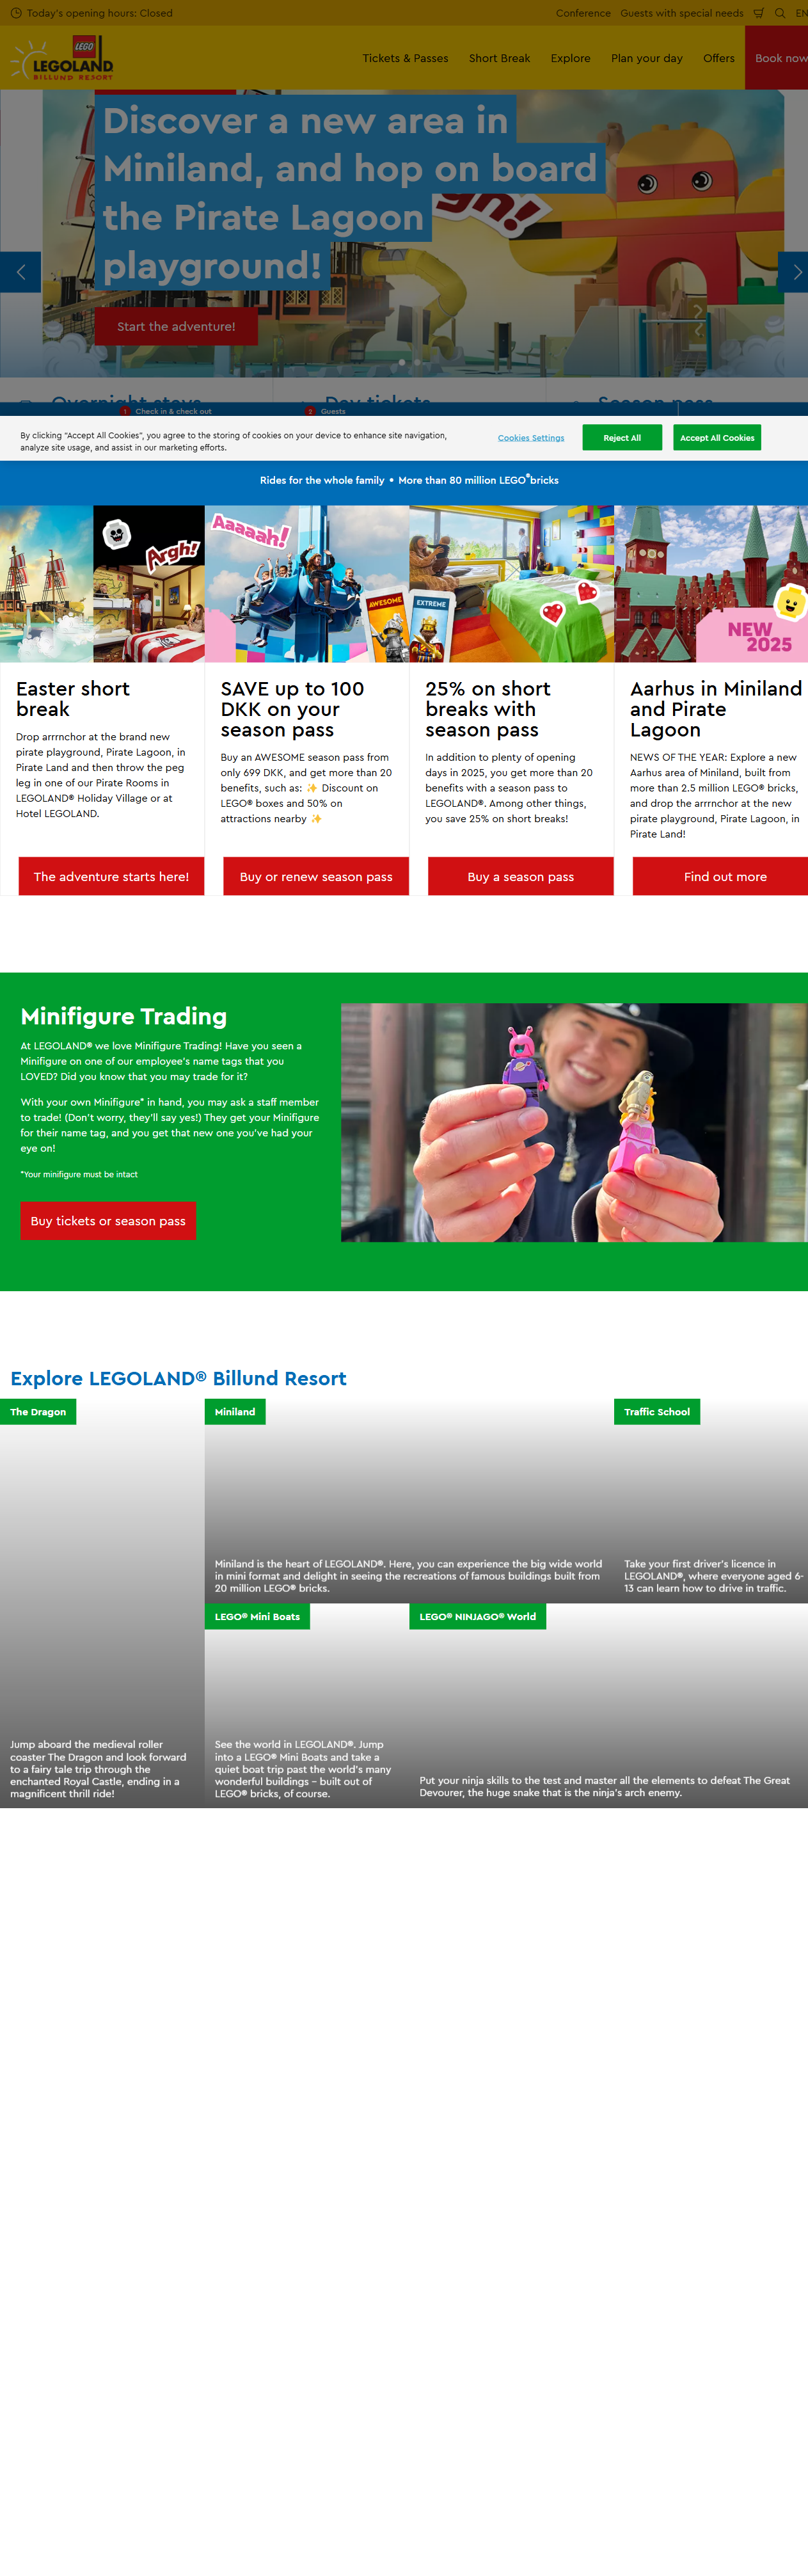 Today's opening hours: Closed
Conference
Guests with special needs
EN
LEGO
LEGOLAND
BILLUND RESORT
Tickets & Passes
Short Break
Explore
Plan your day
Offers
Book now
Discover a new area in
Miniland, and hop on board
the Pirate Lagoon
playground!
Start the adventure!
Overnight stays
Day tickets
Season pass
1 Check in & check out
2 Guests
By clicking “Accept All Cookies”, you agree to the storing of cookies on your device to enhance site navigation,
analyze site usage, and assist in our marketing efforts.
Cookies Settings
Reject All
Accept All Cookies
Rides for the whole family • More than 80 million LEGO® bricks
Argh!
Aaaaah!
AWESOME
EXTREME
NEW
2025
Easter short
break
Drop arrrnchor at the brand new
pirate playground, Pirate Lagoon, in
Pirate Land and then throw the peg
leg in one of our Pirate Rooms in
LEGOLAND® Holiday Village or at
Hotel LEGOLAND.
The adventure starts here!
SAVE up to 100
DKK on your
season pass
Buy an AWESOME season pass from
only 699 DKK, and get more than 20
benefits, such as: ✨ Discount on
LEGO® boxes and 50% on
attractions nearby ✨
Buy or renew season pass
25% on short
breaks with
season pass
In addition to plenty of opening
days in 2025, you get more than 20
benefits with a season pass to
LEGOLAND®. Among other things,
you save 25% on short breaks!
Buy a season pass
Aarhus in Miniland
and Pirate
Lagoon
NEWS OF THE YEAR: Explore a new
Aarhus area of Miniland, built from
more than 2.5 million LEGO® bricks,
and drop the arrrnchor at the new
pirate playground, Pirate Lagoon, in
Pirate Land!
Find out more
Minifigure Trading
At LEGOLAND® we love Minifigure Trading! Have you seen a
Minifigure on one of our employee's name tags that you
LOVED? Did you know that you may trade for it?
With your own Minifigure* in hand, you may ask a staff member
to trade! (Don't worry, they'll say yes!) They get your Minifigure
for their name tag, and you get that new one you've had your
eye on!
*Your minifigure must be intact
Buy tickets or season pass
Explore LEGOLAND® Billund Resort
The Dragon
Jump aboard the medieval roller
coaster The Dragon and look forward
to a fairy tale trip through the
enchanted Royal Castle, ending in a
magnificent thrill ride!
Miniland
Miniland is the heart of LEGOLAND®. Here, you can experience the big wide world
in mini format and delight in seeing the recreations of famous buildings built from
20 million LEGO® bricks.
Traffic School
Take your first driver's licence in
LEGOLAND®, where everyone aged 6-
13 can learn how to drive in traffic.
LEGO® Mini Boats
See the world in LEGOLAND®. Jump
into a LEGO® Mini Boats and take a
quiet boat trip past the world's many
wonderful buildings – built out of
LEGO® bricks, of course.
LEGO® NINJAGO® World
Put your ninja skills to the test and master all the elements to defeat The Great
Devourer, the huge snake that is the ninja's arch enemy.